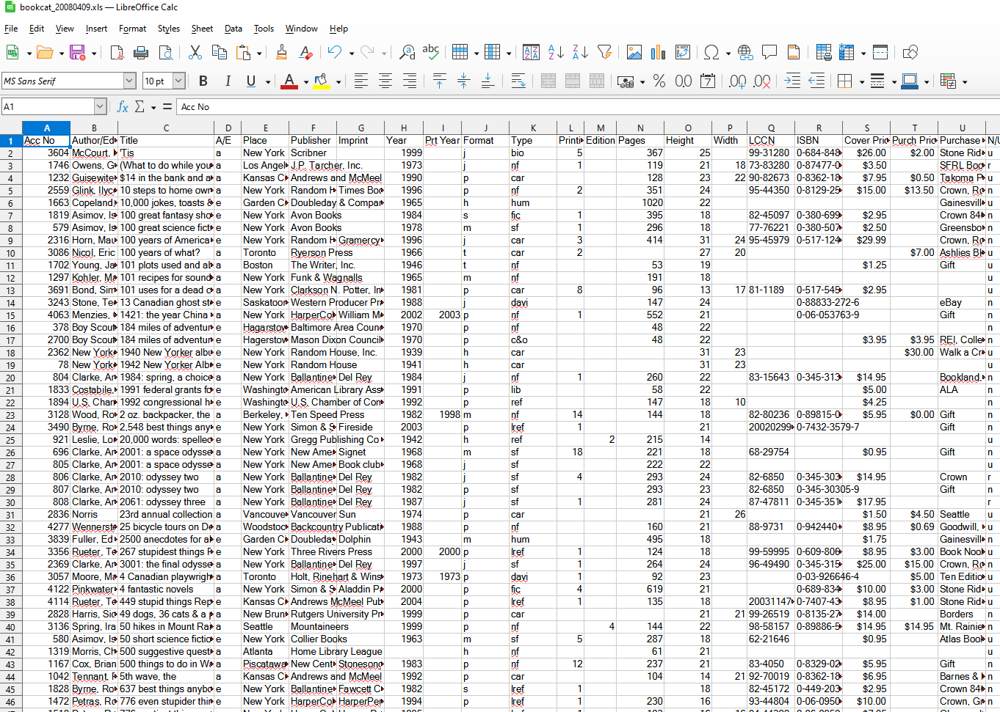 bookcat_20080409.xls — LibreOffice Calc
File Edit View Insert Format Styles Sheet Data Tools Window Help
MS Sans Serif 10 pt
A1 Acc No
A B C D E F G H I J K L M N O P Q R S T U
1 Acc No Author/Ed Title A/E Place Publisher Imprint Year Prt Year Format Type Printi Edition Pages Height Width LCCN ISBN Cover Pric Purch Pric Purchase N/U
2 3604 McCourt, 'Tis a New York Scribner 1999 j bio 5 367 25 99-31280 0-684-848 $26.00 $2.00 Stone Rid u
3 1746 Owens, G (What to do while you a Los Angel J.P. Tarcher, Inc. 1973 j nf 1 119 21 18 73-83280 0-87477-0 $3.50 SFRL Boo r
4 1232 Guisewite $14 in the bank and a a Kansas C Andrews and McMeel 1990 p car 128 23 22 90-82673 0-8362-18 $7.95 $0.50 Takoma P u
5 2559 Glink, Ilyc 10 steps to home own a New York Random H Times Boo 1996 p nf 2 351 24 95-44350 0-8129-25 $15.00 $13.50 Crown, Ro n
6 1663 Copeland, 10,000 jokes, toasts & e Garden C Doubleday & Compar 1965 h hum 1020 22 Gainesvill u
7 1819 Asimov, Is 100 great fantasy sho e New York Avon Books 1984 s fic 1 395 18 82-45097 0-380-699 $2.95 Crown 84 n
8 579 Asimov, Is 100 great science fict e New York Avon Books 1978 m sf 1 296 18 77-76221 0-380-507 $2.50 Greensbo n
9 2316 Horn, Mau 100 years of America e New York Random H Gramercy 1996 j car 3 414 31 24 95-45979 0-517-124 $29.99 Crown, Ro n
10 3086 Nicol, Eric 100 years of what? a Toronto Ryerson Press 1966 t car 2 27 20 $7.00 Ashlies Bl u
11 1702 Young, Ja 101 plots used and al a Boston The Writer, Inc. 1946 t nf 53 19 $1.25 Gift u
12 1297 Kohler, M 101 recipes for sound a New York Funk & Wagnalls 1965 m nf 191 18 u
13 3691 Bond, Sim 101 uses for a dead c a New York Clarkson N. Potter, In 1981 p car 8 96 13 17 81-1189 0-517-545 $2.95 u
14 3243 Stone, Te 13 Canadian ghost st e Saskatoor Western Producer Pr 1988 j davi 147 24 0-88833-272-6 eBay n
15 4063 Menzies, 1421: the year China a New York HarperCol William M 2002 2003 p nf 1 552 21 0-06-053763-9 Gift n
16 378 Boy Scout 184 miles of adventur e Hagarstov Baltimore Area Coun 1970 p nf 48 22 n
17 2700 Boy Scout 184 miles of adventur e Hagerstov Mason Dixon Council 1970 p c&o 48 22 $3.95 $3.95 REI, Colle n
18 2362 New York 1940 New Yorker albu e New York Random House, Inc. 1939 h car 31 23 $30.00 Walk a Cr u
19 78 New York 1942 New Yorker Alb e New York Random House 1941 h car 31 23 u
20 804 Clarke, Ar 1984: spring, a choice a New York Ballantine Del Rey 1984 j nf 1 260 22 83-15643 0-345-313 $14.95 Bookland, n
21 1833 Costabile, 1991 federal grants fo e Washingt American Library Ass 1991 p lib 58 22 $5.00 ALA n
22 1894 U.S. Chan 1992 congressional h e Washingt U.S. Chamber of Con 1992 p ref 147 18 10 $4.25 n
23 3128 Wood, Ro 2 oz. backpacker, the a Berkeley, Ten Speed Press 1982 1998 m nf 14 144 18 82-80236 0-89815-0 $5.95 $0.00 Gift n
24 3490 Byrne, Ro 2,548 best things any e New York Simon & S Fireside 2003 p lref 1 21 20020299 0-7432-3579-7 Gift n
25 921 Leslie, Lo 20,000 words: spelled e New York Gregg Publishing Co 1942 h ref 2 215 14 u
26 696 Clarke, Ar 2001: a space odysse a New York New Amer Signet 1968 m sf 18 221 18 68-29754 $0.95 Gift n
27 805 Clarke, Ar 2001: a space odysse a New York New Amer Book club 1968 j sf 222 22 u
28 806 Clarke, Ar 2010: odyssey two a New York Ballantine Del Rey 1982 j sf 4 293 24 82-6850 0-345-303 $14.95 Crown r
29 807 Clarke, Ar 2010: odyssey two a New York Ballantine Del Rey 1982 p sf 293 23 82-6850 0-345-30305-9 Gift n
30 808 Clarke, Ar 2061: odyssey three a New York Ballantine Del Rey 1987 j sf 1 281 24 87-47811 0-345-351 $17.95 r
31 2836 Norris 23rd annual collection a Vancouve Vancouver Sun 1974 p car 21 26 $1.50 $4.50 Seattle u
32 4277 Wennerst 25 bicycle tours on D a Woodstoc Backcountry Publicati 1988 p nf 160 21 88-9731 0-942440 $8.95 $0.69 Goodwill, u
33 3839 Fuller, Ed 2500 anecdotes for a e Garden C Doubleda Dolphin 1943 m hum 495 18 $1.75 Gainesvill n
34 3356 Rueter, Te 267 stupidest things F e New York Three Rivers Press 2000 2000 p lref 1 124 18 99-59995 0-609-806 $8.95 $3.00 Book Noo u
35 2369 Clarke, Ar 3001: the final odysse a New York Ballantine Del Rey 1997 j sf 1 264 24 96-49490 0-345-315 $25.00 $15.00 Crown, Ro n
36 3057 Moore, Ma 4 Canadian playwrigh a Toronto Holt, Rinehart & Wins 1973 1973 p davi 92 23 0-03-926646-4 $5.00 Ten Editio u
37 4122 Pinkwater 4 fantastic novels a New York Simon & S Aladdin P 2000 p fic 4 619 21 0-689-834 $10.00 $3.00 Stone Rid u
38 4114 Rueter, Te 449 stupid things Rep e Kansas C Andrews McMeel Pub 2004 p lref 1 135 18 20031147 0-7407-43 $8.95 $1.00 Stone Rid u
39 2828 Harris, Sid 49 dogs, 36 cats & a p a New Brun Rutgers University Pr 1999 p car 21 21 99-26519 0-8135-27 $14.00 Borders n
40 3136 Spring, Ira 50 hikes in Mount Rai a Seattle Mountaineers 1999 p nf 4 144 22 98-58157 0-89886-5 $14.95 $14.95 Mt. Rainie n
41 580 Asimov, Is 50 short science fictio e New York Collier Books 1963 m sf 5 287 18 62-21646 $0.95 Atlas Bool u
42 1319 Morris, Ch 500 suggestive quest a Atlanta Home Library League h nf 61 21 u
43 1167 Cox, Brian 500 things to do in W a Piscatawa New Cent Stonesong 1983 p nf 12 237 21 83-4050 0-8329-02 $5.95 Gift n
44 1042 Tennant, 5th wave, the a Kansas C Andrews and McMeel 1992 p car 104 14 21 92-70019 0-8362-18 $6.95 Barnes & n
45 1828 Byrne, Ro 637 best things anybo e New York Ballantine Fawcett C 1982 s lref 1 18 82-45172 0-449-203 $2.95 Crown 84 n
46 1472 Petras, Ro 776 even stupider thin e New York HarperCol HarperPer 1994 p lref 1 230 16 93-44804 0-06-0950 $10.00 Crown, Gr n